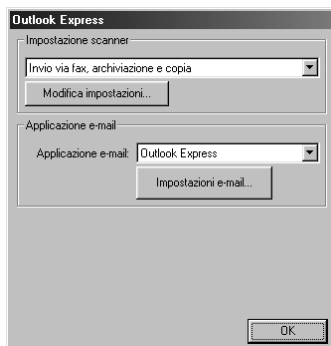 Outlook Express
Impostazione scanner
Invio via fax, archiviazione e copia
Modifica impostazioni...
Applicazione e-mail
Applicazione e-mail: Outlook Express
Impostazioni e-mail...
OK